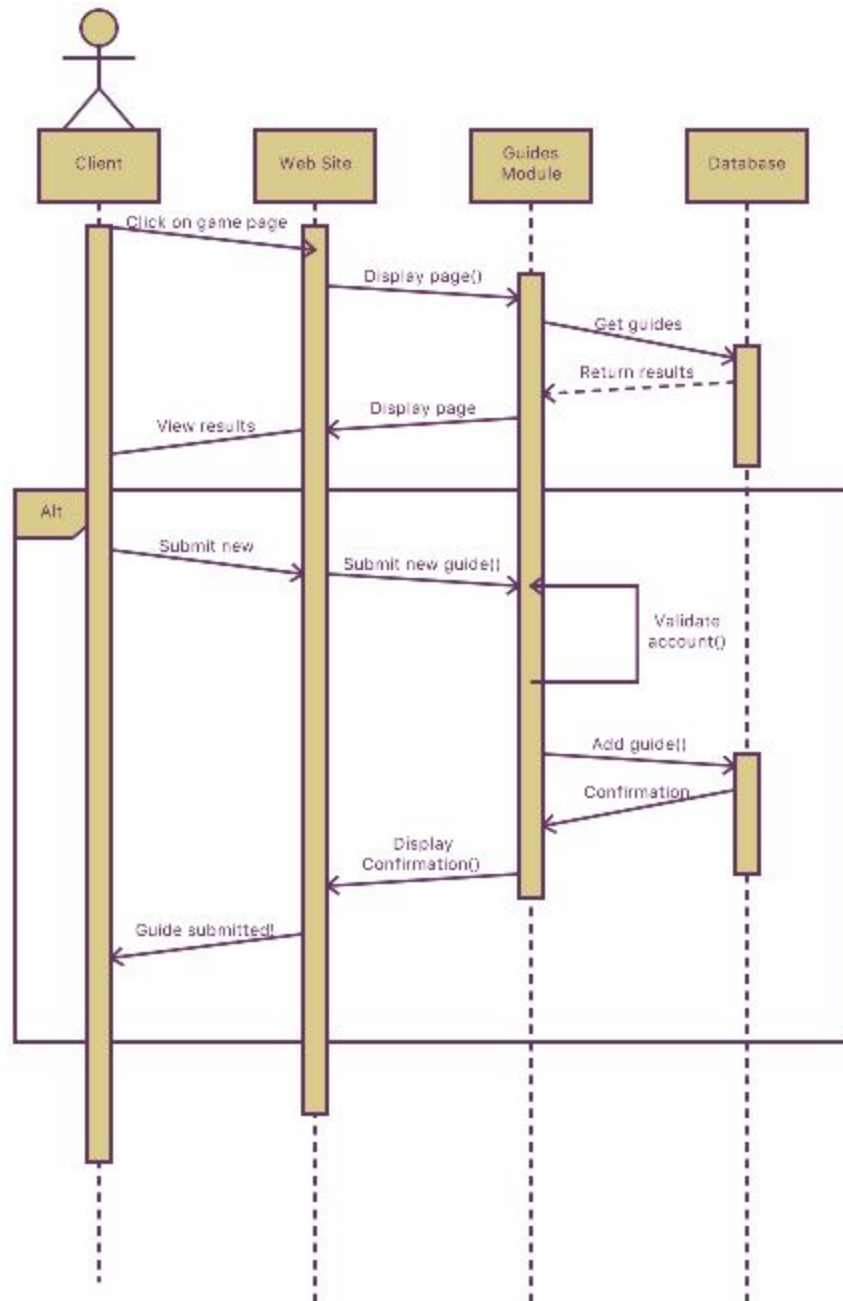 Client
Web Site
Guides
Module
Database
Click on game page
Display page()
Get guides
Return results
Display page
View results
Alt
Submit new
Submit new guide()
Validate
account()
Add guide()
Confirmation
Display
Confirmation()
Guide submitted!